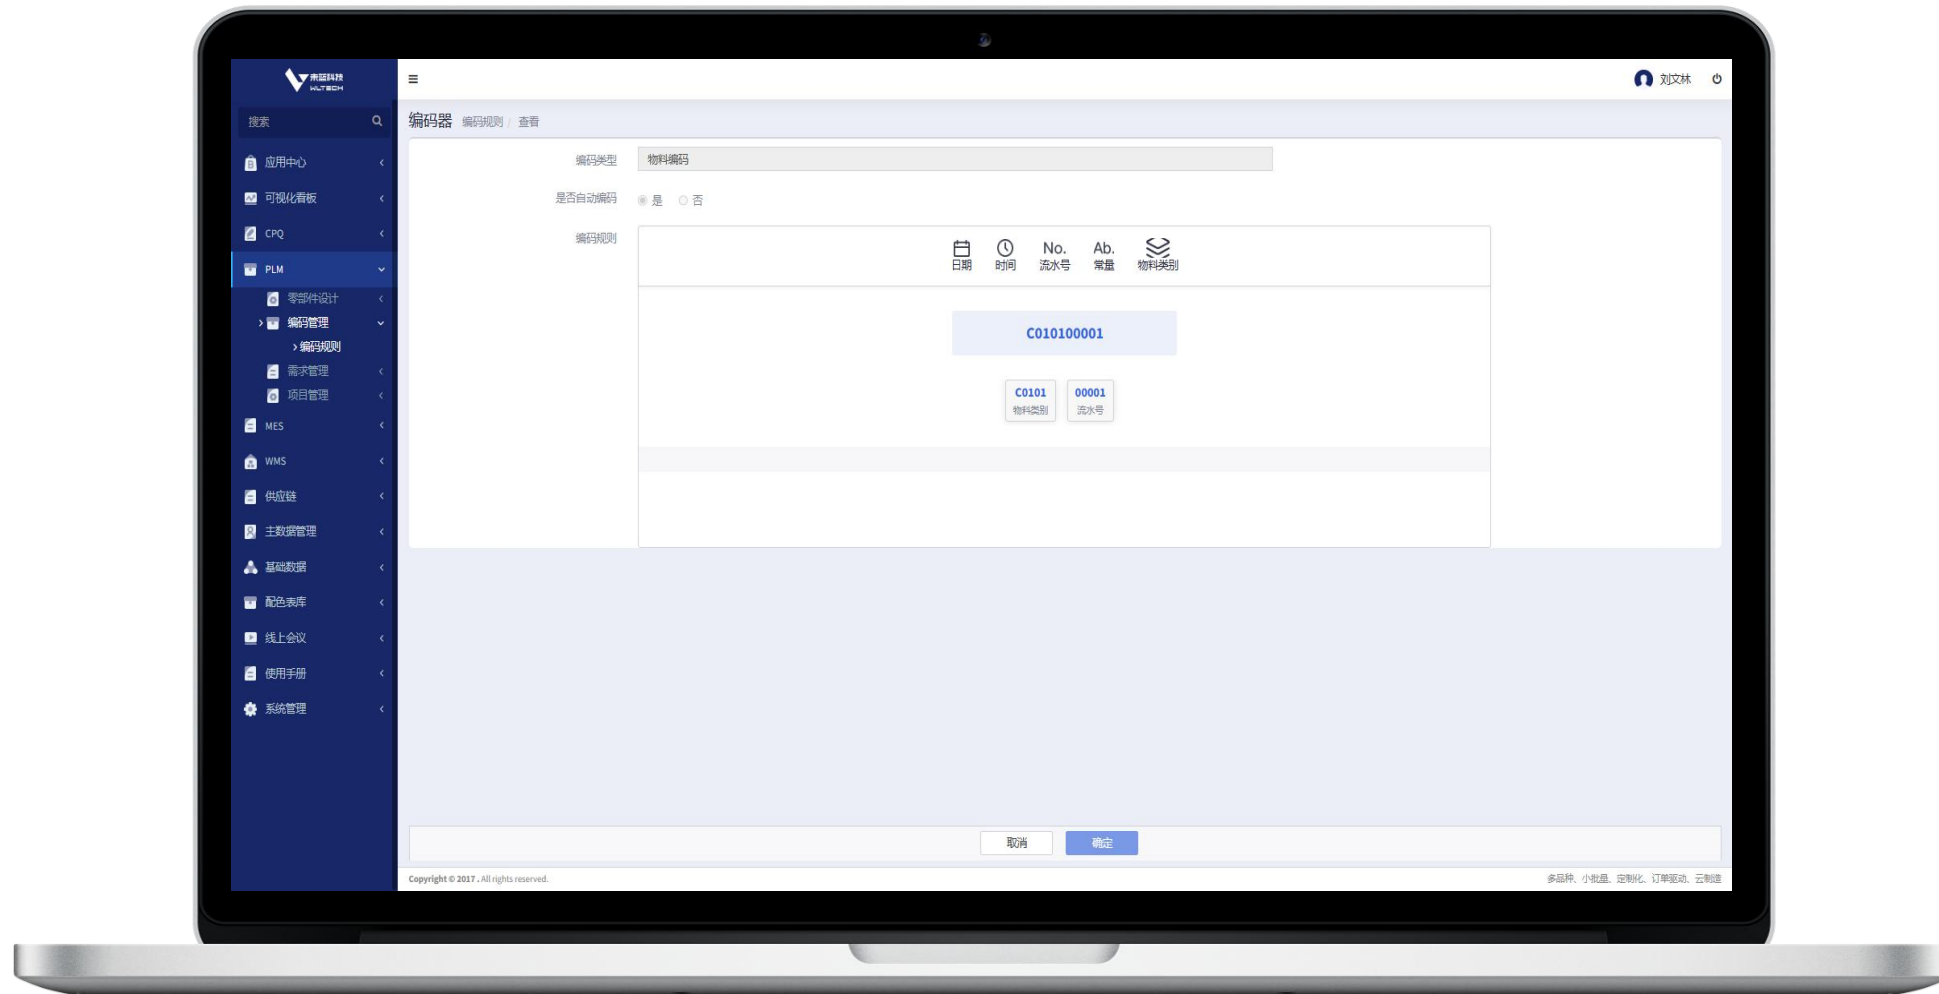 未蓝科技
WLTECH
刘文林
搜索
编码器 编码规则 / 查看
应用中心
可视化看板
CPQ
PLM
零部件设计
编码管理
编码规则
需求管理
项目管理
MES
WMS
供应链
主数据管理
基础数据
配色表库
线上会议
使用手册
系统管理
编码类型 物料编码
是否自动编码 是 否
编码规则
No. Ab.
日期 时间 流水号 常量 物料类别
C010100001
C0101 00001
物料类别 流水号
取消 确定
Copyright © 2017 . All rights reserved.
多品种、小批量、定制化、订单驱动、云制造